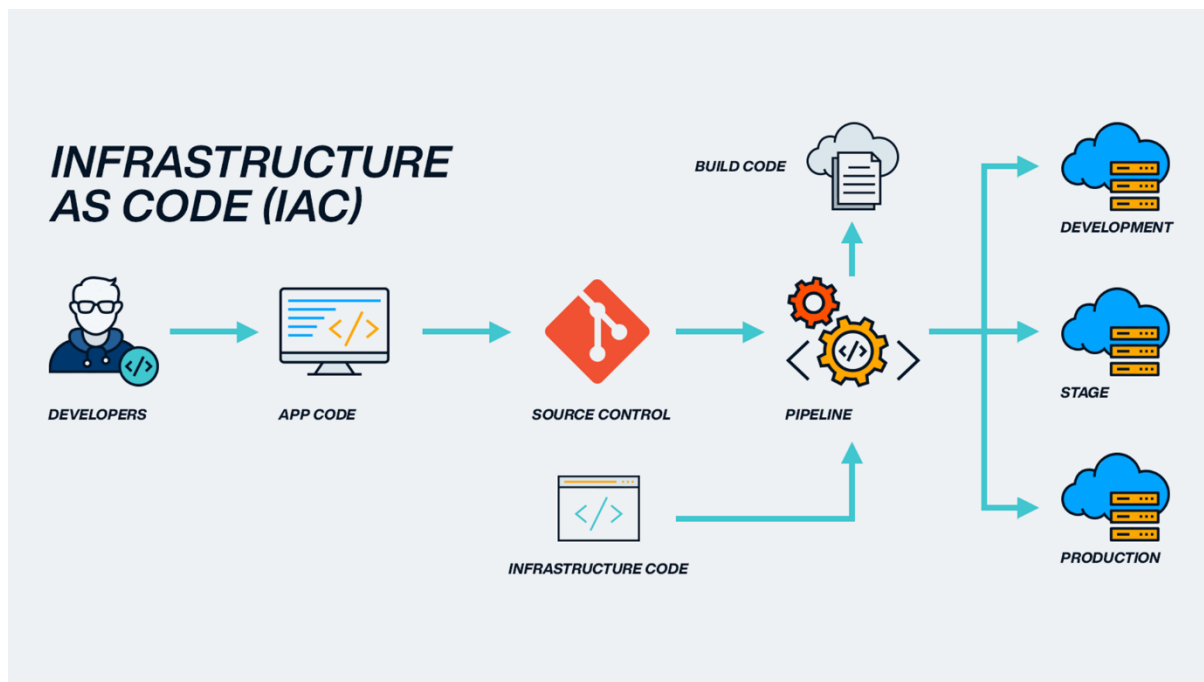 INFRASTRUCTURE
AS CODE (IAC)
BUILD CODE
DEVELOPMENT
</>
</>
</>
DEVELOPERS
APP CODE
SOURCE CONTROL
PIPELINE
STAGE
</>
INFRASTRUCTURE CODE
PRODUCTION